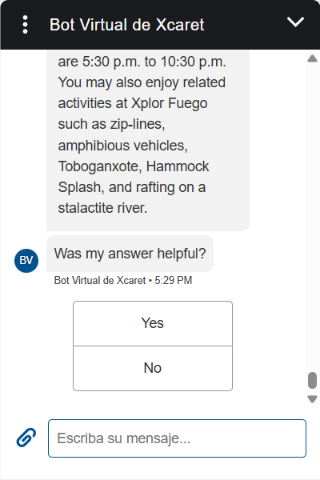 Bot Virtual de Xcaret
are 5:30 p.m. to 10:30 p.m.
You may also enjoy related
activities at Xplor Fuego
such as zip-lines,
amphibious vehicles,
Toboganxote, Hammock
Splash, and rafting on a
stalactite river.
Was my answer helpful?
BV
Bot Virtual de Xcaret • 5:29 PM
Yes
No
Escriba su mensaje...